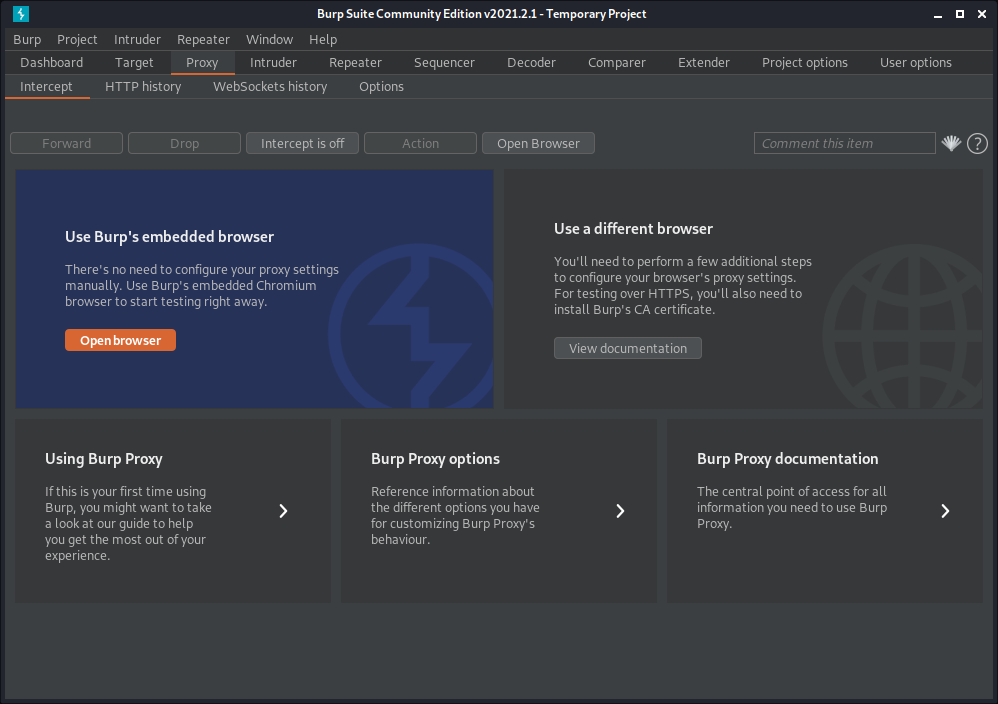 Burp Suite Community Edition v2021.2.1 - Temporary Project
Burp Project Intruder Repeater Window Help
Dashboard Target Proxy Intruder Repeater Sequencer Decoder Comparer Extender Project options User options
Intercept HTTP history WebSockets history Options
Forward Drop Intercept is off Action Open Browser Comment this item ?
Use Burp's embedded browser
There's no need to configure your proxy settings
manually. Use Burp's embedded Chromium
browser to start testing right away.
Open browser
Use a different browser
You'll need to perform a few additional steps
to configure your browser's proxy settings.
For testing over HTTPS, you'll also need to
install Burp's CA certificate.
View documentation
Using Burp Proxy
If this is your first time using
Burp, you might want to take
a look at our guide to help
you get the most out of your
experience.
Burp Proxy options
Reference information about
the different options you have
for customizing Burp Proxy's
behaviour.
Burp Proxy documentation
The central point of access for all
information you need to use Burp
Proxy.